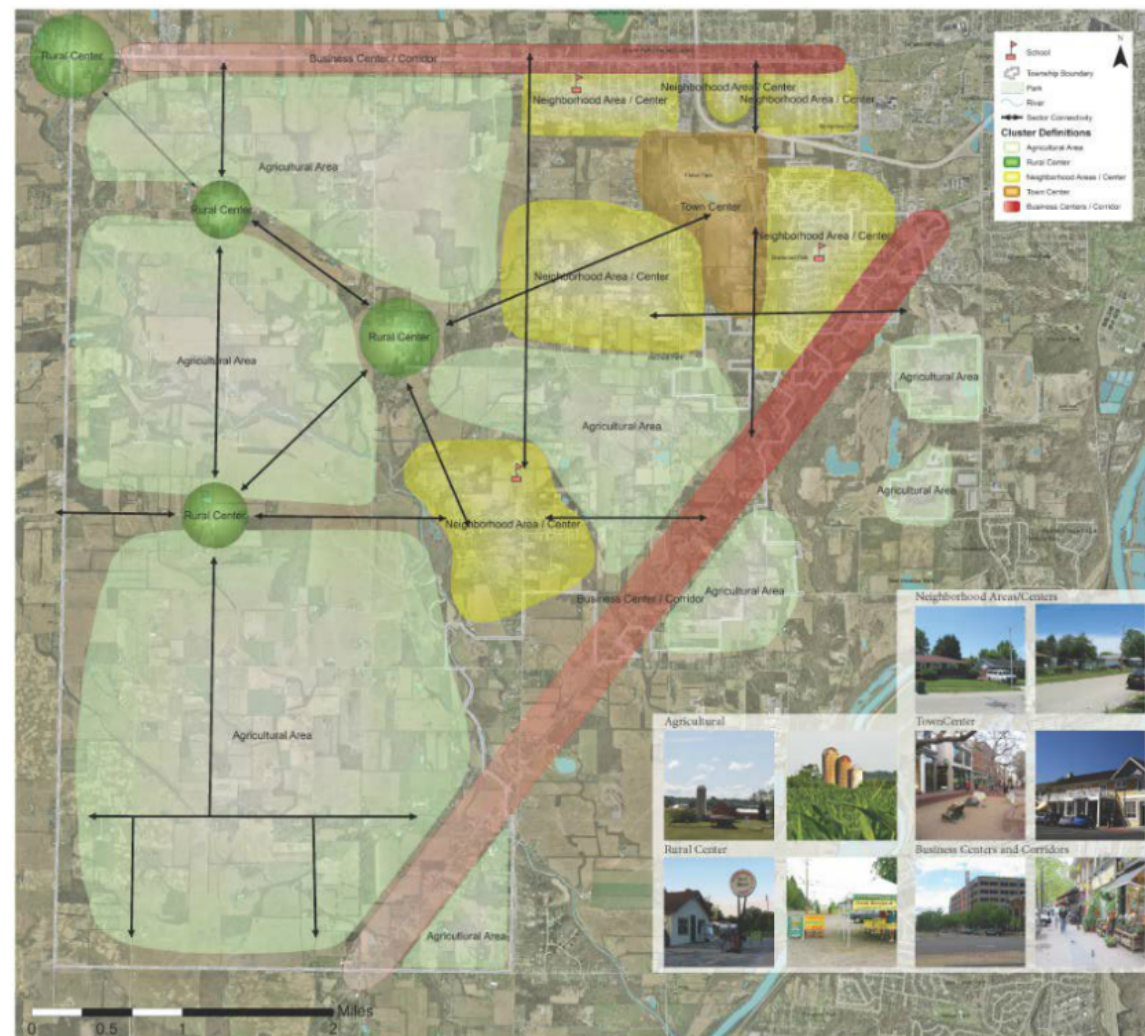 Rural Center
Business Center / Corridor
Neighborhood Area / Center
Neighborhood Area / Center
Neighborhood Area / Center
N
School
Township Boundary
Park
River
Sector Connectivity
Cluster Definitions
Agricultural Area
Rural Center
Neighborhood Areas / Center
Town Center
Business Centers / Corridor
Agricultural Area
Rural Center
Town Center
Neighborhood Area / Center
Neighborhood Area / Center
Rural Center
Agricultural Area
Agricultural Area
Agricultural Area
Agricultural Area
Rural Center
Neighborhood Area / Center
Business Center / Corridor
Agricultural Area
Neighborhood Areas/Centers
Agricultural
TownCenter
Agricultural Area
Rural Center
Business Centers and Corridors
Agricultural Area
Miles
0 0.5 1 2